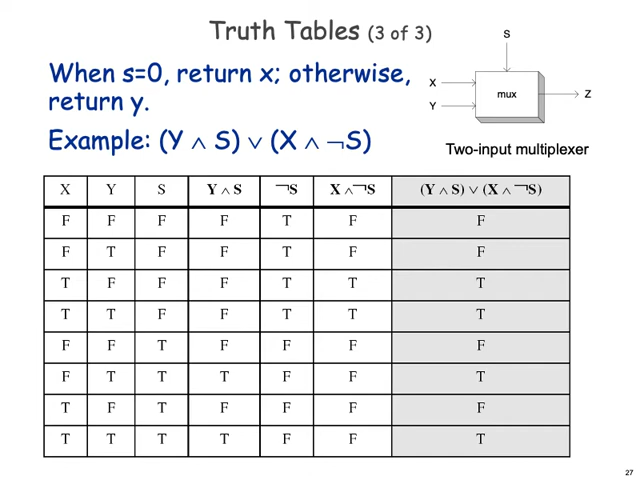 Truth Tables (3 of 3)
When s=0, return x; otherwise,
return y.
Example: (Y ∧ S) ∨ (X ∧ ¬S)
S
X
Y
mux
Z
Two-input multiplexer
X Y S Y ∧ S ¬S X ∧¬S (Y ∧ S) ∨ (X ∧ ¬S)
F F F F T F F
F T F F T F F
T F F F T T T
T T F F T T T
F F T F F F F
F T T T F F T
T F T F F F F
T T T T F F T
27